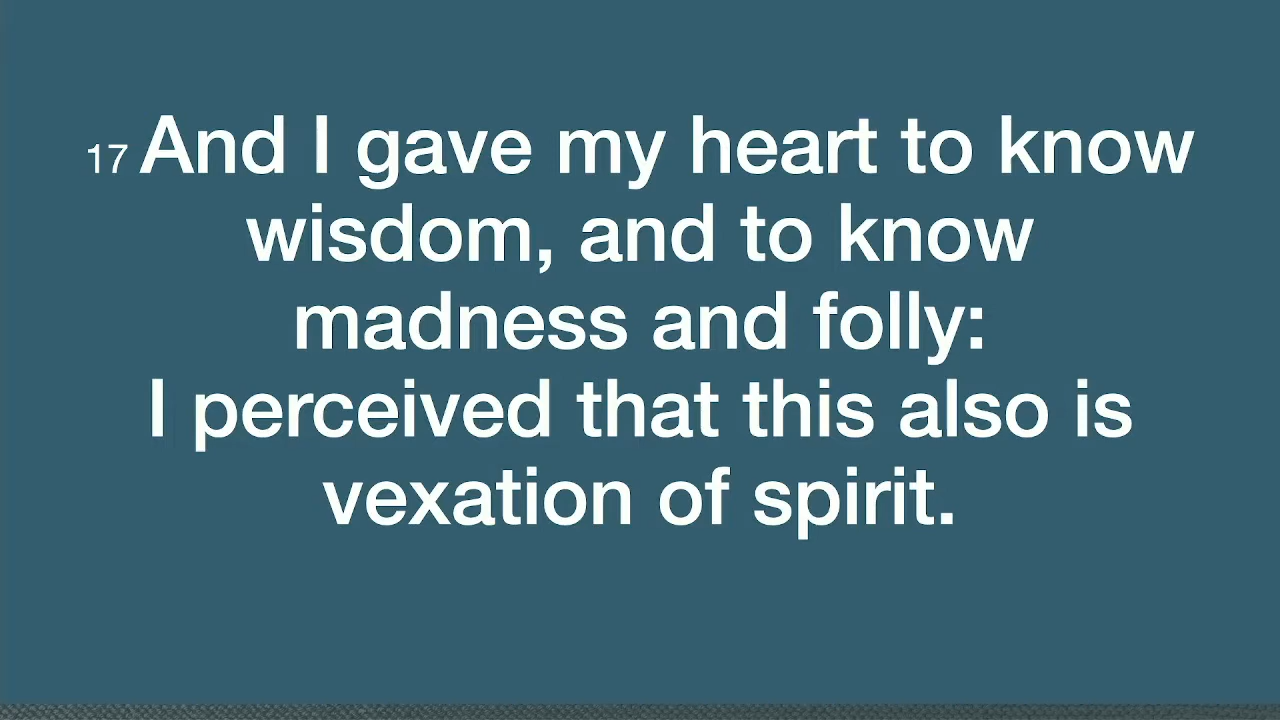 17 And I gave my heart to know
wisdom, and to know
madness and folly:
I perceived that this also is
vexation of spirit.